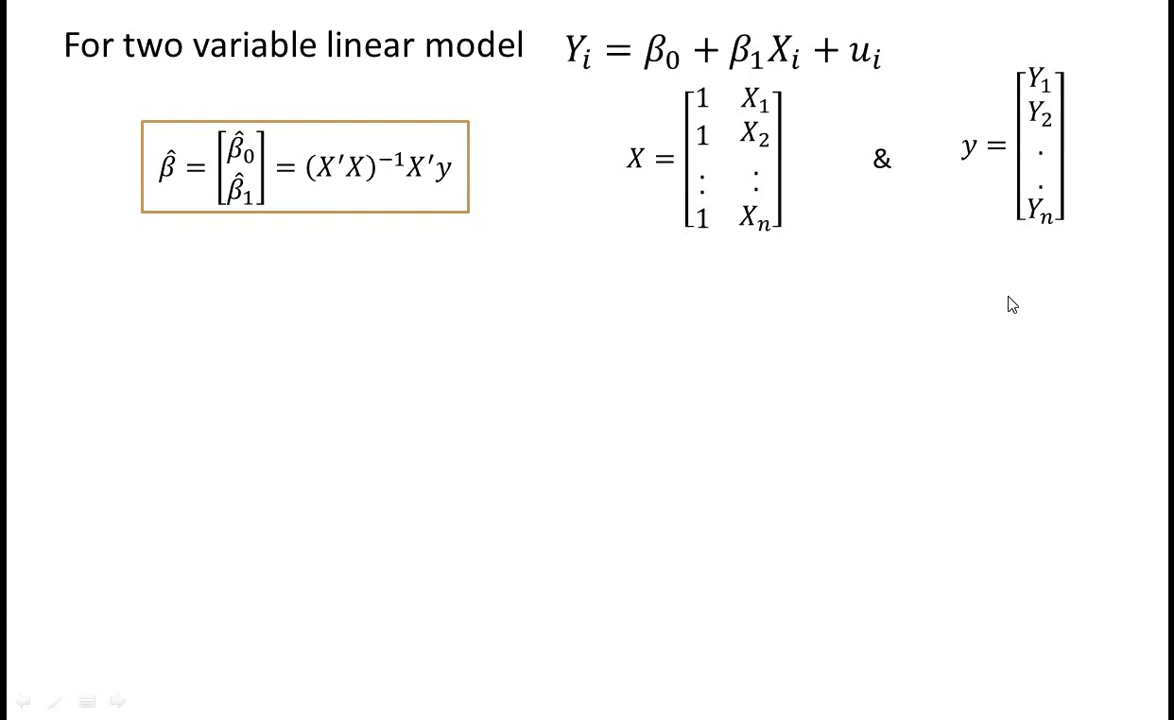 For two variable linear model Yᵢ = β₀ + β₁Xᵢ + uᵢ
β̂ = [β̂₀ β̂₁] = (X′X)⁻¹X′y
X = [1 X₁
1 X₂
⋮ ⋮
1 Xₙ]
&
y = [Y₁
Y₂
.
.
Yₙ]